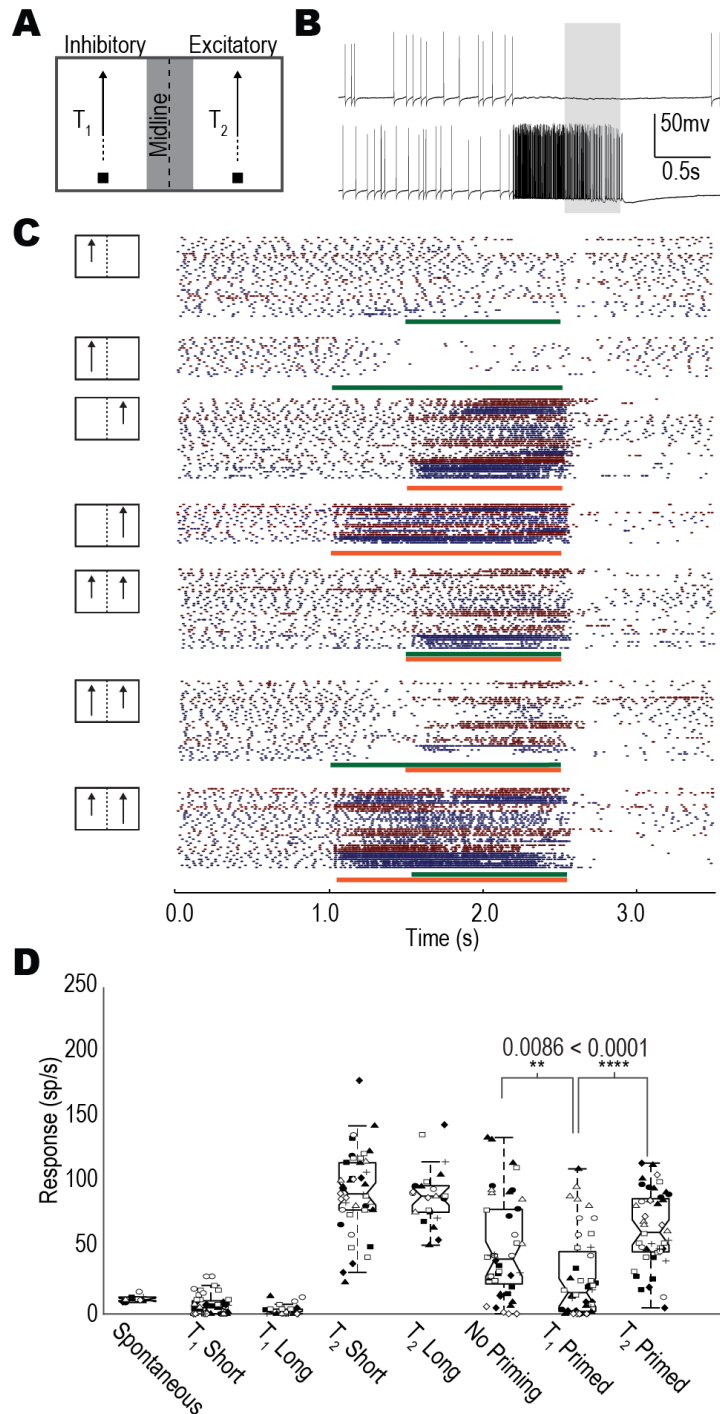 A
B
Inhibitory Excitatory
T1
Midline
T2
50mv
0.5s
C
0.0 1.0 2.0 3.0
Time (s)
D
250
200
150
100
50
0
Response (sp/s)
0.0086 < 0.0001
** ****
Spontaneous
T1 Short
T1 Long
T2 Short
T2 Long
No Priming
T1 Primed
T2 Primed